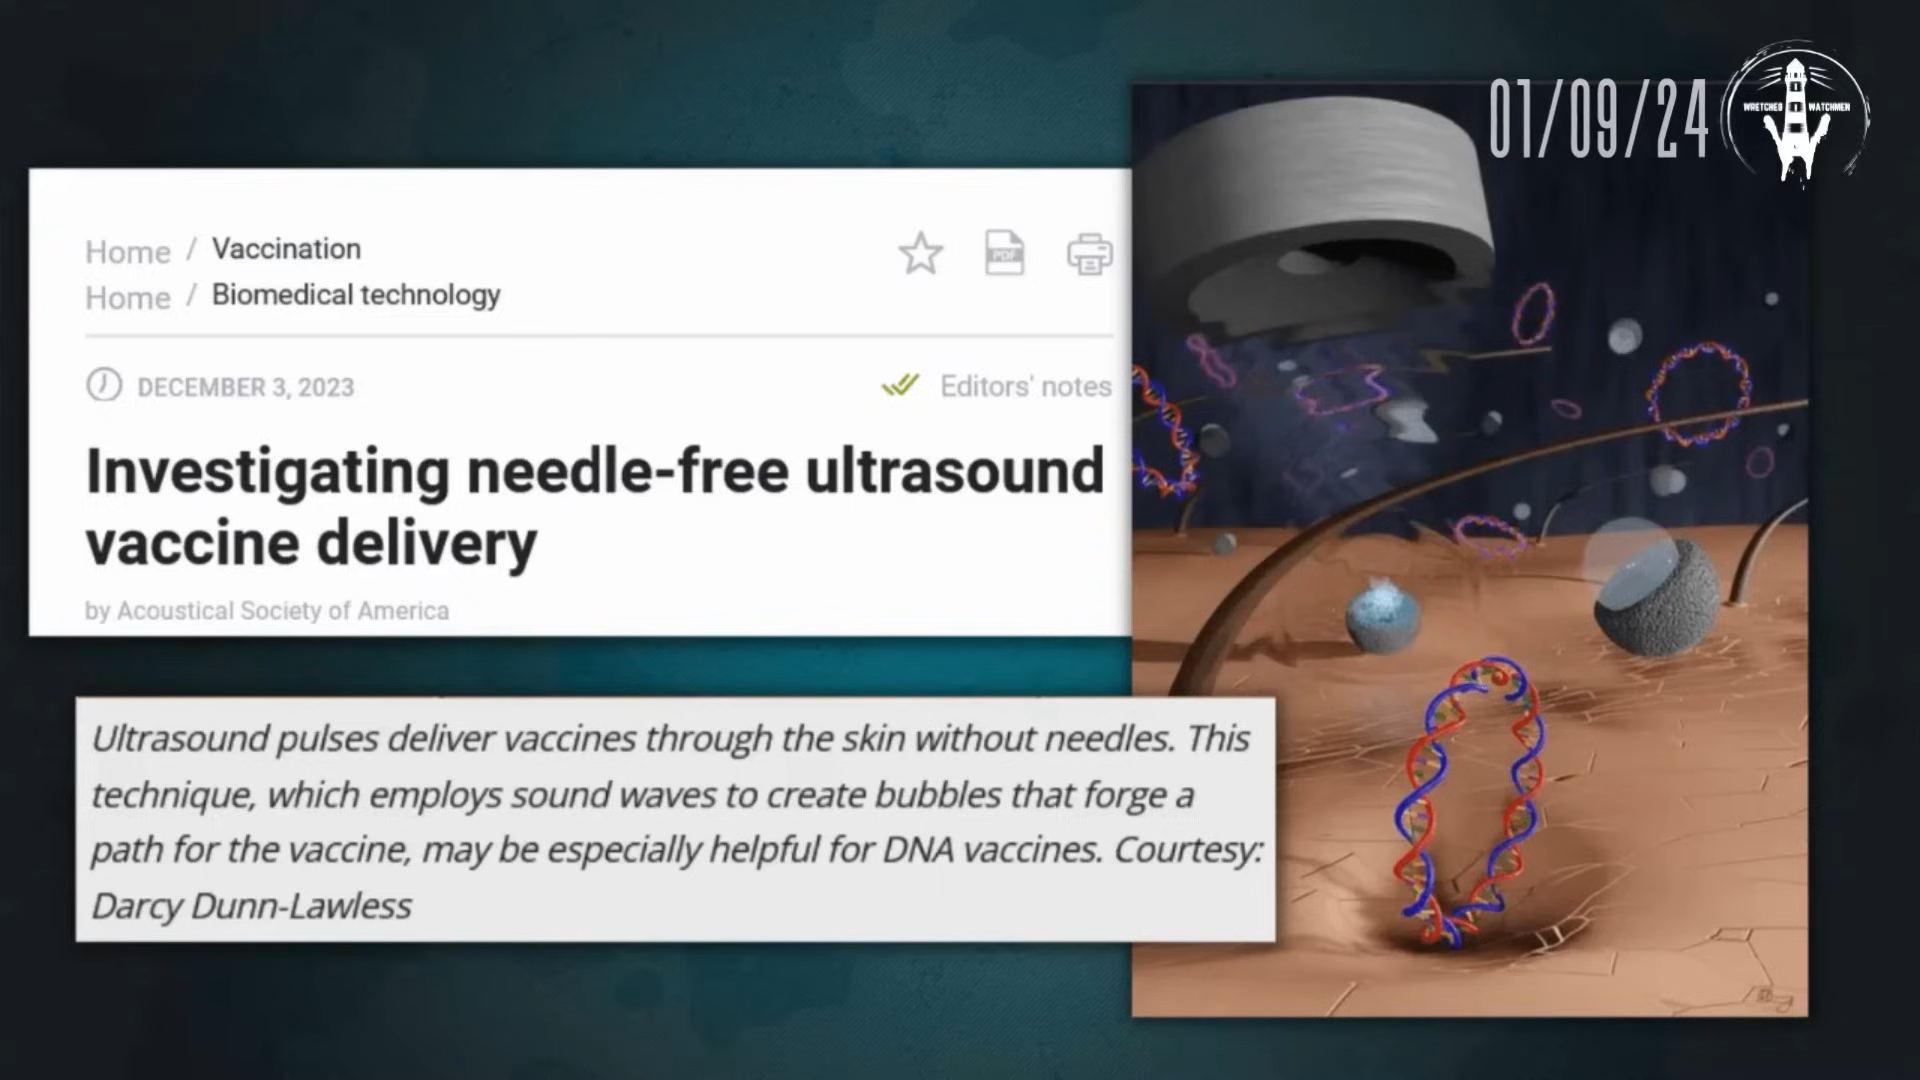 01/09/24
WRETCHED WATCHMEN
Home / Vaccination
Home / Biomedical technology
PDF
DECEMBER 3, 2023
Editors' notes
Investigating needle-free ultrasound
vaccine delivery
by Acoustical Society of America
Ultrasound pulses deliver vaccines through the skin without needles. This
technique, which employs sound waves to create bubbles that forge a
path for the vaccine, may be especially helpful for DNA vaccines. Courtesy:
Darcy Dunn-Lawless